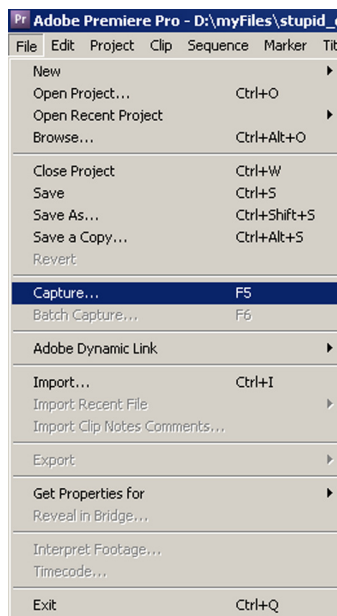 Pr Adobe Premiere Pro - D:\myFiles\stupid_
File Edit Project Clip Sequence Marker
New
Open Project... Ctrl+O
Open Recent Project
Browse... Ctrl+Alt+O
Close Project Ctrl+W
Save Ctrl+S
Save As... Ctrl+Shift+S
Save a Copy... Ctrl+Alt+S
Revert
Capture... F5
Batch Capture... F6
Adobe Dynamic Link
Import... Ctrl+I
Import Recent File
Import Clip Notes Comments...
Export
Get Properties for
Reveal in Bridge...
Interpret Footage...
Timecode...
Exit Ctrl+Q